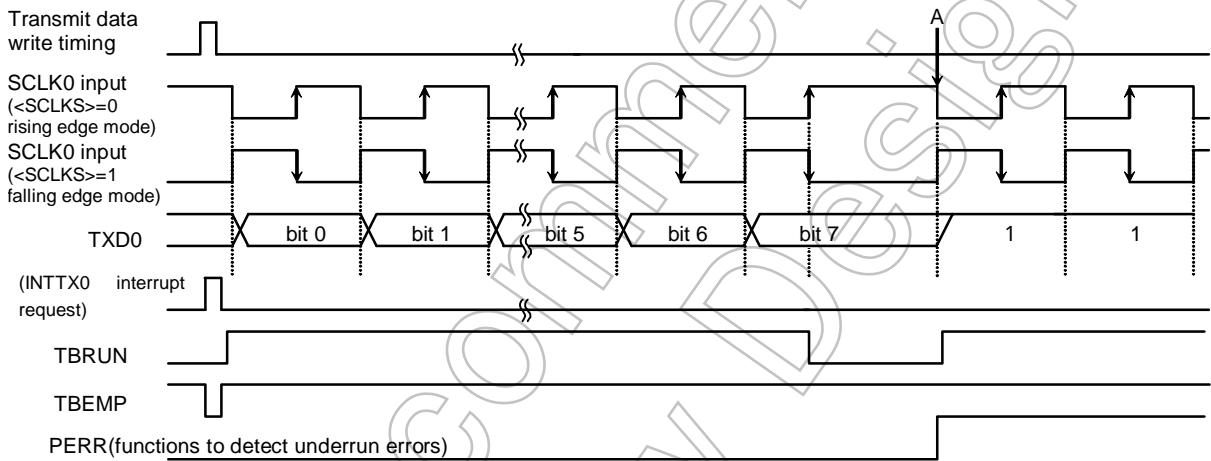 Transmit data
write timing
A
SCLK0 input
(<SCLKS>=0
rising edge mode)
SCLK0 input
(<SCLKS>=1
falling edge mode)
TXD0
bit 0
bit 1
bit 5
bit 6
bit 7
1
1
(INTTX0 interrupt
request)
TBRUN
TBEMP
PERR(functions to detect underrun errors)